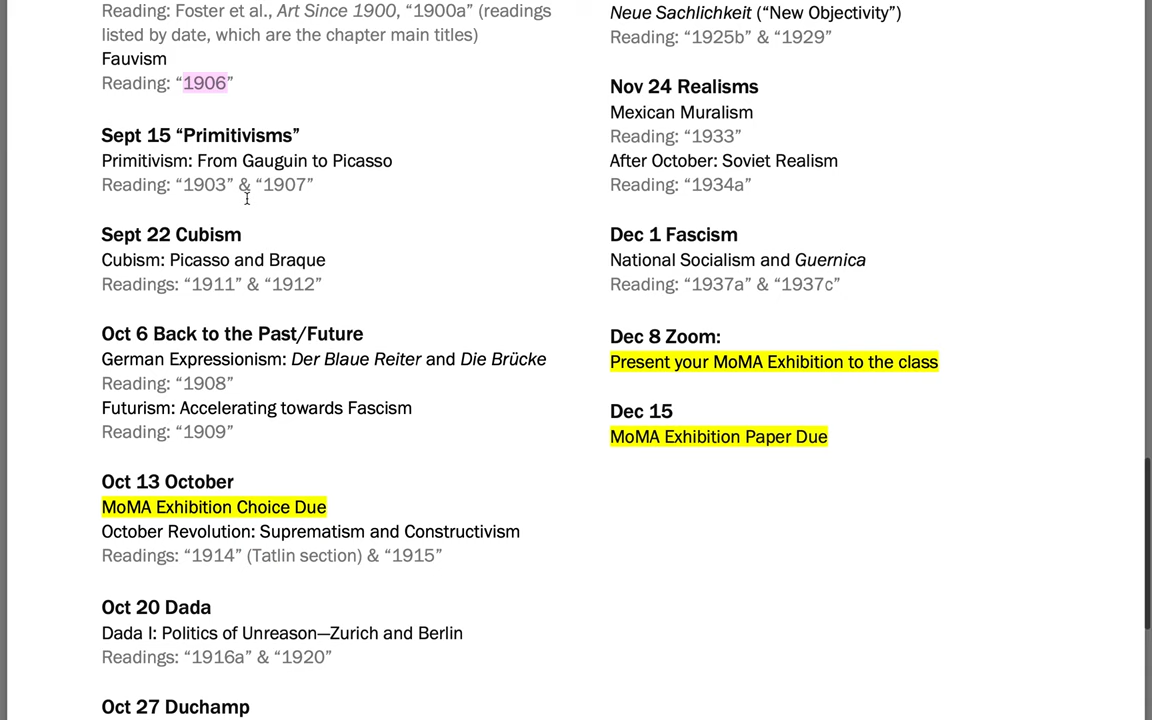 Reading: Foster et al., Art Since 1900, “1900a” (readings
listed by date, which are the chapter main titles)
Fauvism
Reading: “1906”
Sept 15 “Primitivisms”
Primitivism: From Gauguin to Picasso
Reading: “1903” & “1907”
Sept 22 Cubism
Cubism: Picasso and Braque
Readings: “1911” & “1912”
Oct 6 Back to the Past/Future
German Expressionism: Der Blaue Reiter and Die Brücke
Reading: “1908”
Futurism: Accelerating towards Fascism
Reading: “1909”
Oct 13 October
MoMA Exhibition Choice Due
October Revolution: Suprematism and Constructivism
Readings: “1914” (Tatlin section) & “1915”
Oct 20 Dada
Dada I: Politics of Unreason—Zurich and Berlin
Readings: “1916a” & “1920”
Oct 27 Duchamp
Neue Sachlichkeit (“New Objectivity”)
Reading: “1925b” & “1929”
Nov 24 Realisms
Mexican Muralism
Reading: “1933”
After October: Soviet Realism
Reading: “1934a”
Dec 1 Fascism
National Socialism and Guernica
Reading: “1937a” & “1937c”
Dec 8 Zoom:
Present your MoMA Exhibition to the class
Dec 15
MoMA Exhibition Paper Due